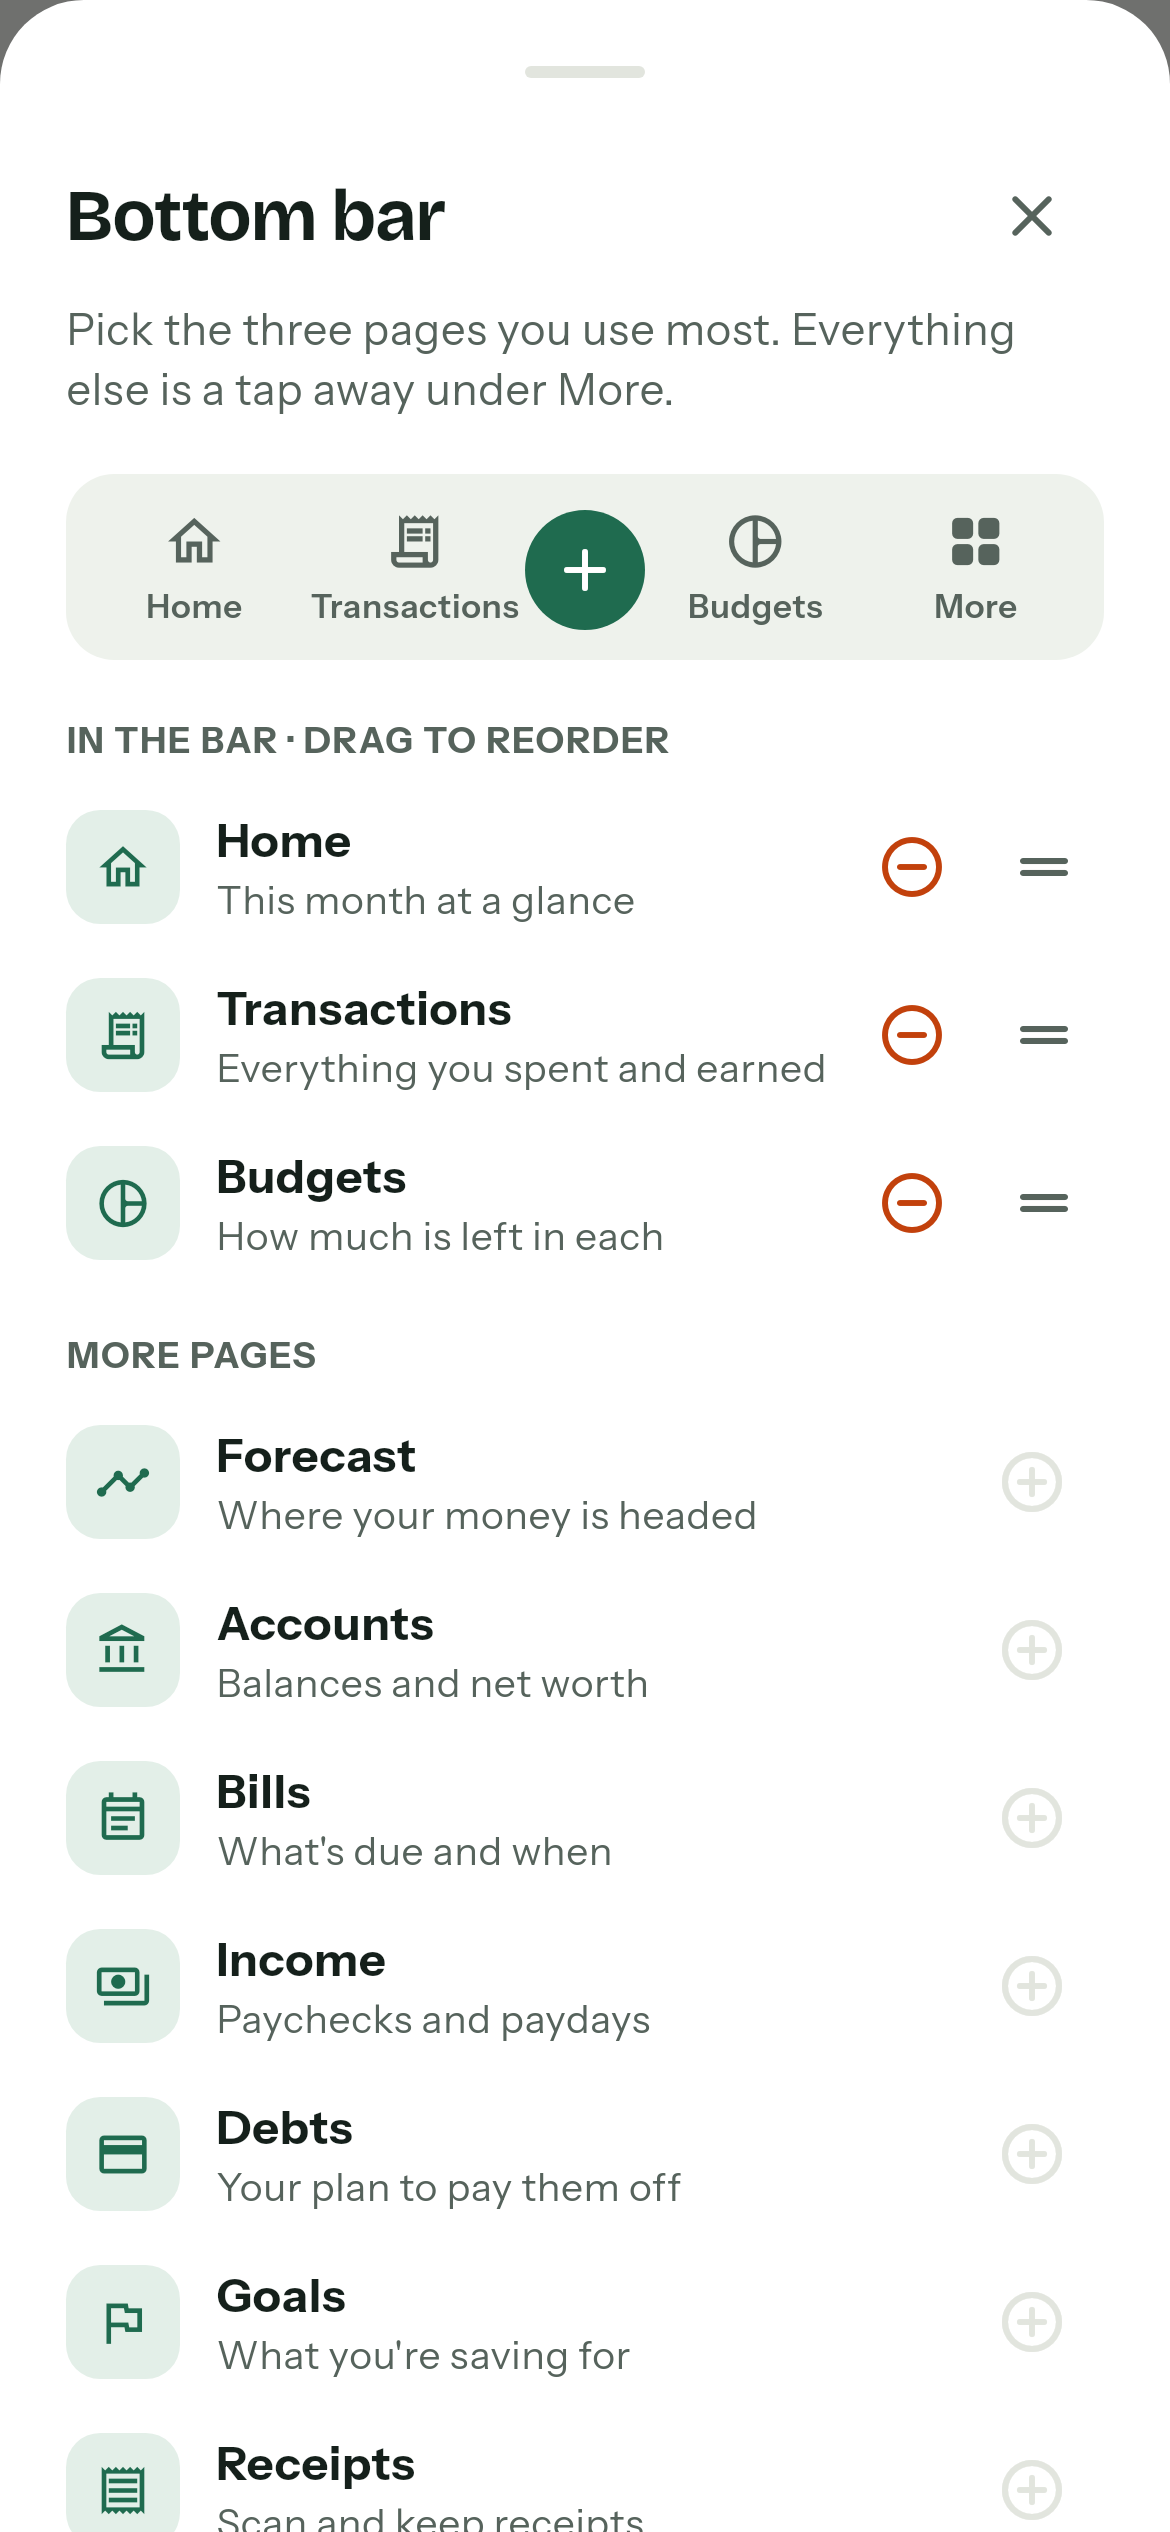 Bottom bar
Pick the three pages you use most. Everything
else is a tap away under More.
Home Transactions Budgets More
IN THE BAR · DRAG TO REORDER
Home
This month at a glance
Transactions
Everything you spent and earned
Budgets
How much is left in each
MORE PAGES
Forecast
Where your money is headed
Accounts
Balances and net worth
Bills
What's due and when
Income
Paychecks and paydays
Debts
Your plan to pay them off
Goals
What you're saving for
Receipts
Scan and keep receipts